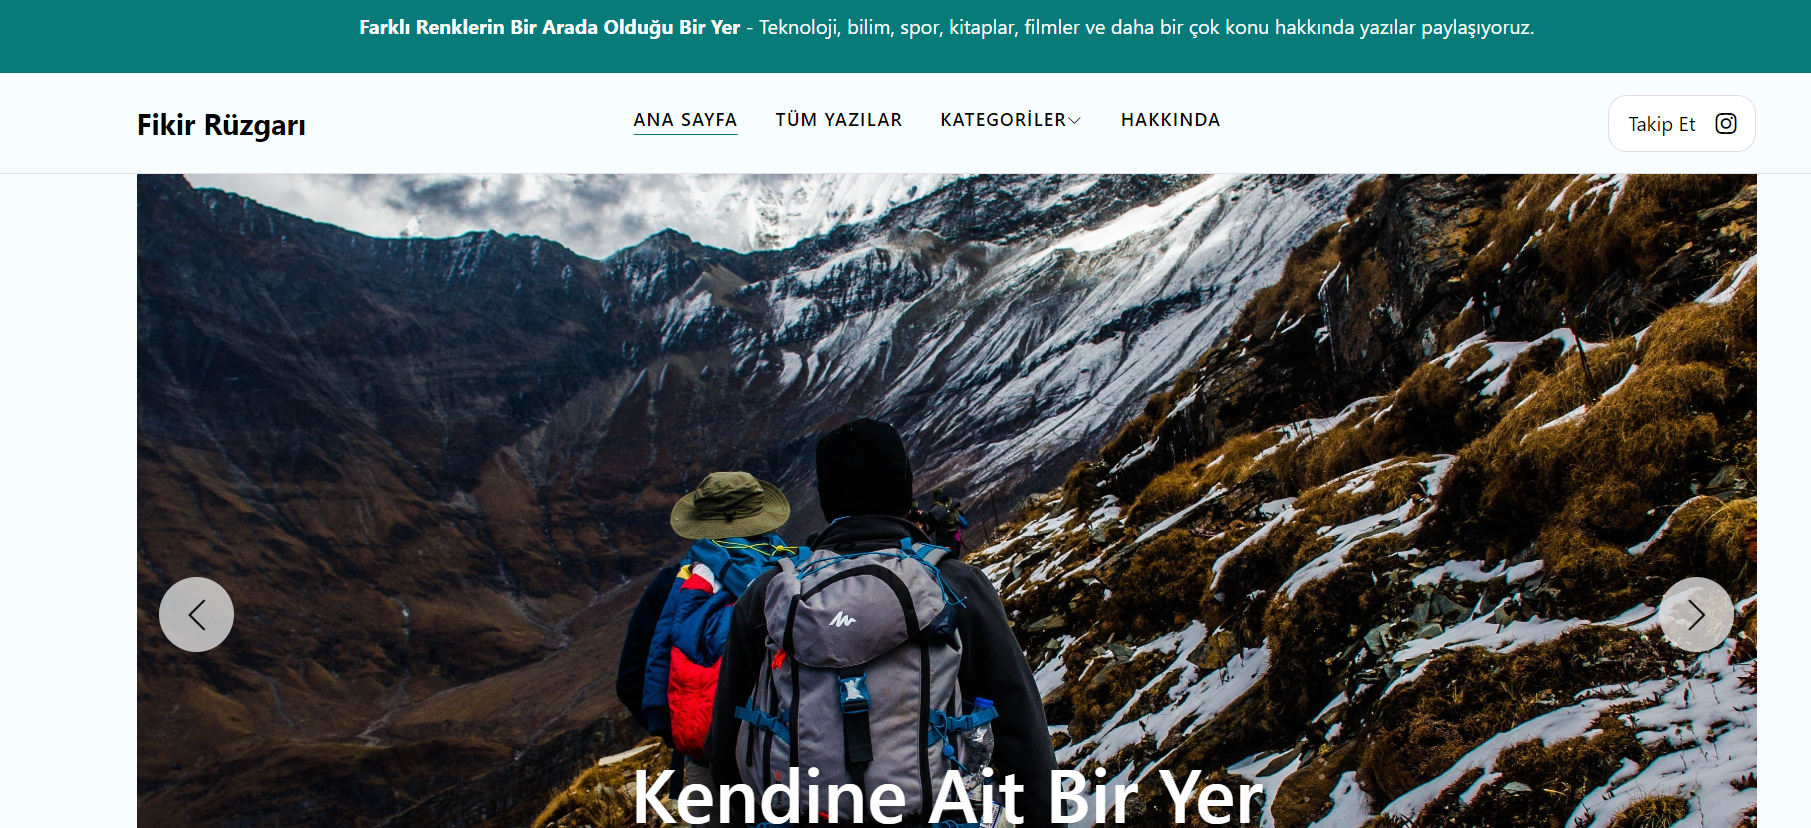 Farklı Renklerin Bir Arada Olduğu Bir Yer - Teknoloji, bilim, spor, kitaplar, filmler ve daha bir çok konu hakkında yazılar paylaşıyoruz.
Fikir Rüzgarı
ANA SAYFA
TÜM YAZILAR
KATEGORİLER
HAKKINDA
Takip Et
Kendine Ait Bir Yer